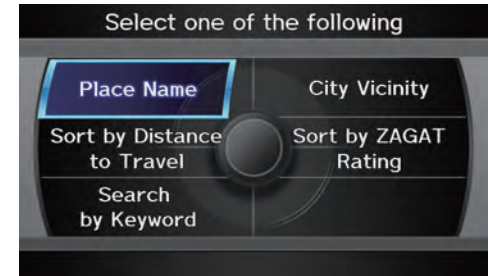 Select one of the following
Place Name
City Vicinity
Sort by Distance
to Travel
Sort by ZAGAT
Rating
Search
by Keyword